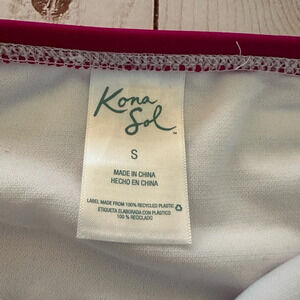 Kona
Sol
™
S
MADE IN CHINA
HECHO EN CHINA
LABEL MADE FROM 100% RECYCLED PLASTIC
ETIQUETA ELABORADA CON PLÁSTICO
100 % RECICLADO